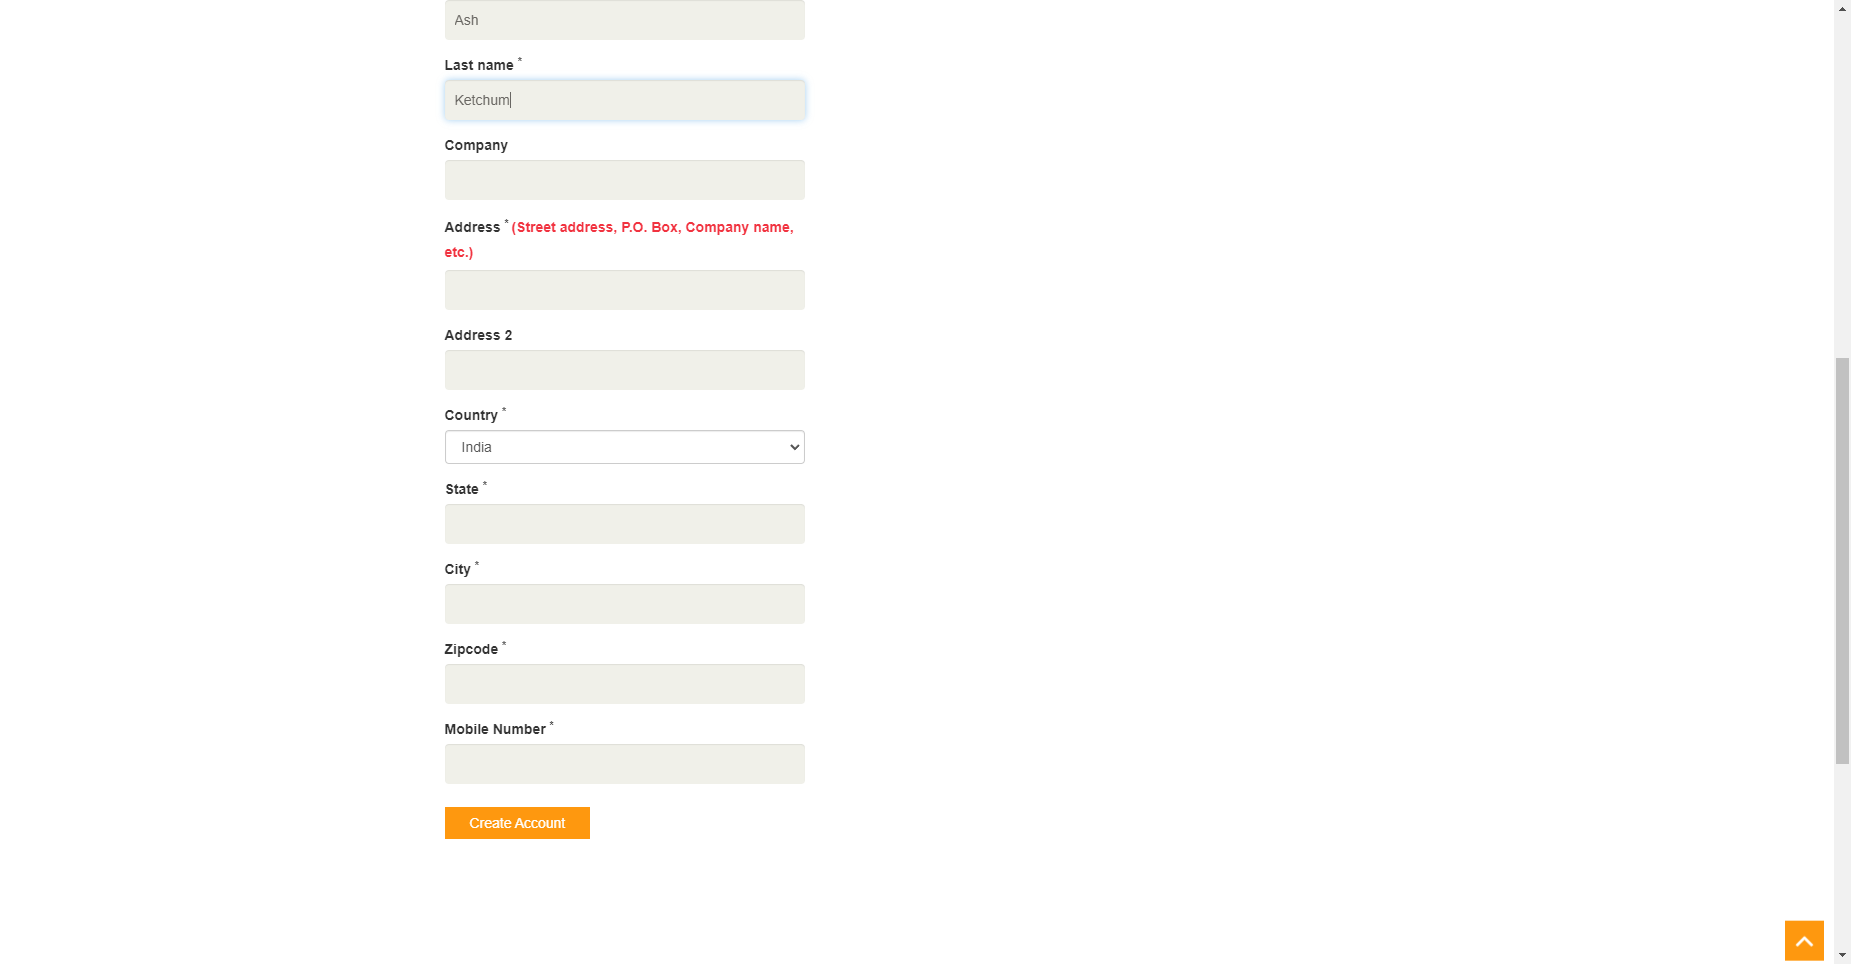 Ash
Last name *
Ketchum
Company
Address * (Street address, P.O. Box, Company name,
etc.)
Address 2
Country *
India
State *
City *
Zipcode *
Mobile Number *
Create Account